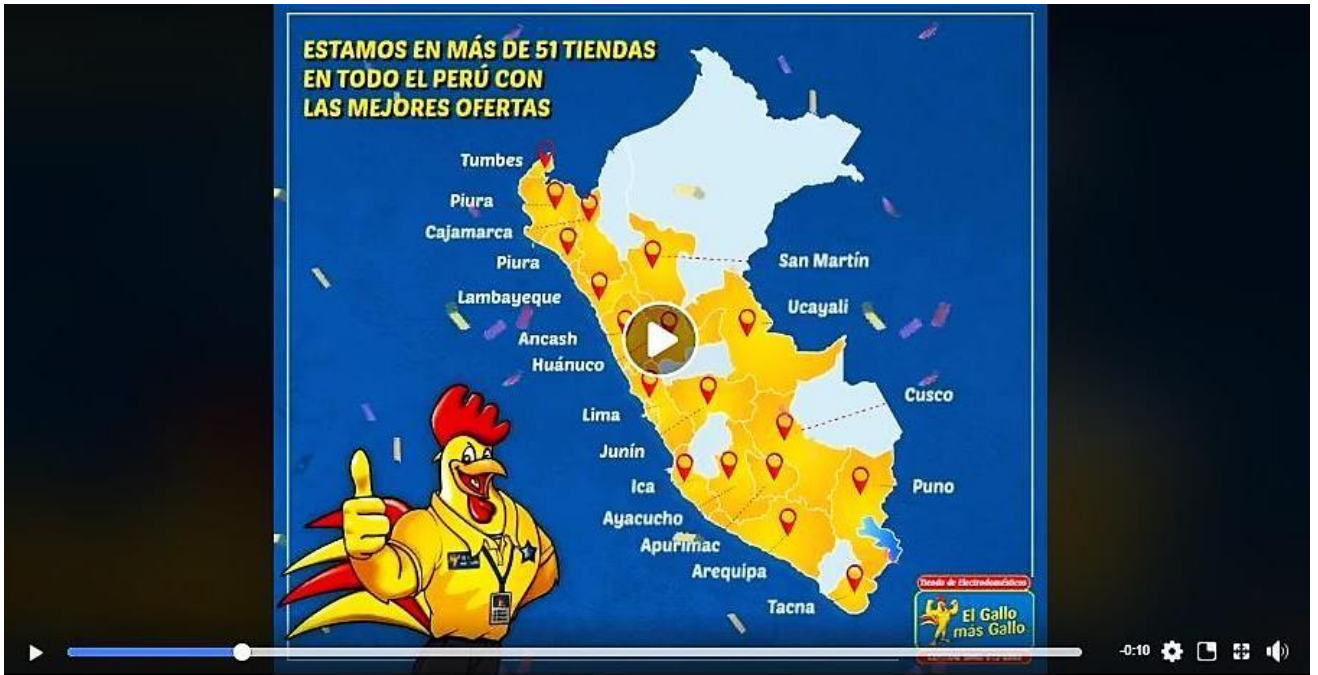 ESTAMOS EN MÁS DE 51 TIENDAS
EN TODO EL PERÚ CON
LAS MEJORES OFERTAS
Tumbes
Piura
Cajamarca
Piura
San Martín
Lambayeque
Ucayali
Ancash
Huánuco
Cusco
Lima
Junín
Ica
Puno
Ayacucho
Apurímac
Arequipa
Tacna
Tienda de Electrodomésticos
El Gallo
más Gallo
-0:10